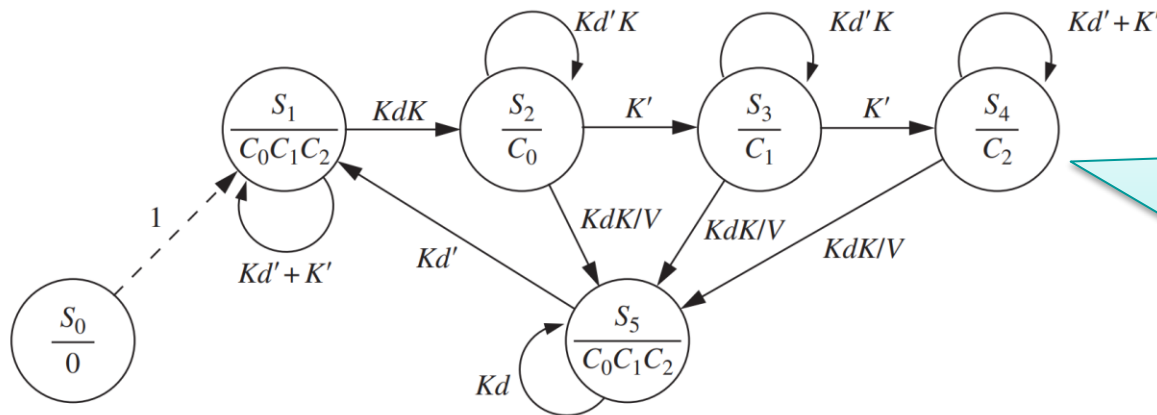 Kd′K
Kd′K
Kd′ + K′
S1
C0C1C2
KdK
S2
C0
K′
S3
C1
K′
S4
C2
1
Kd′ + K′
Kd′
KdK/V
KdK/V
KdK/V
S0
0
S5
C0C1C2
Kd